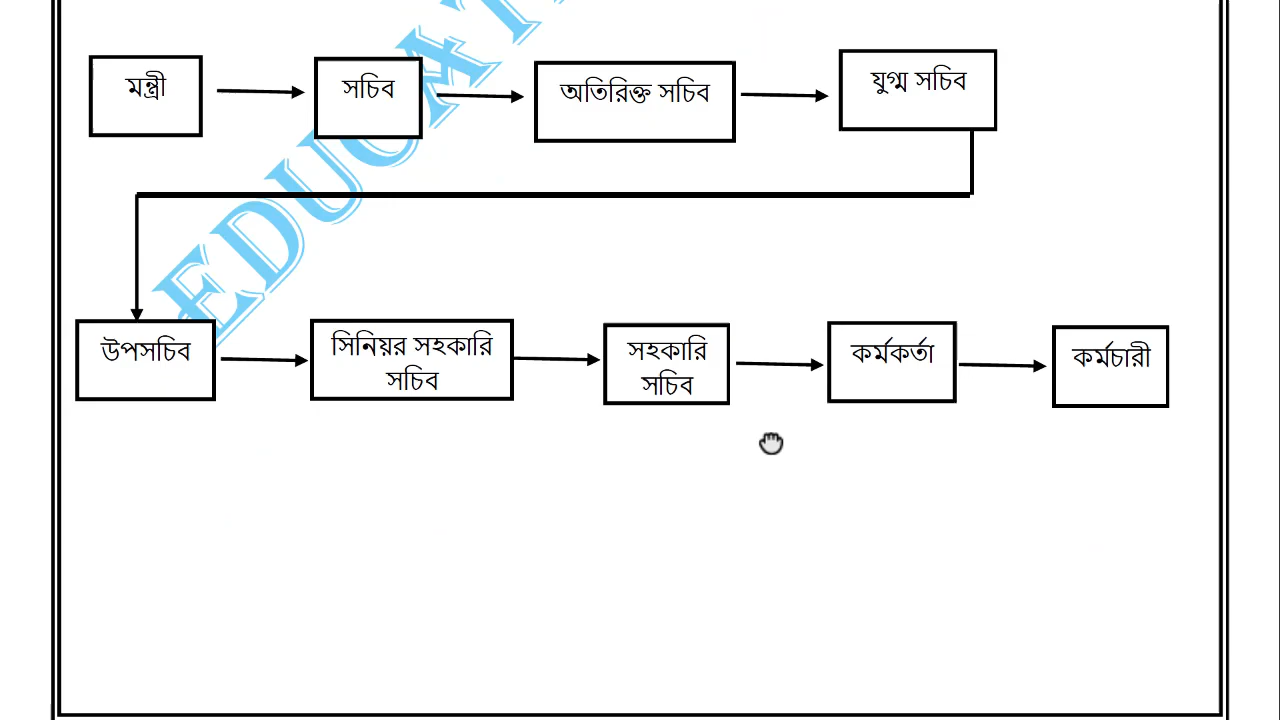 মন্ত্রী
সচিব
অতিরিক্ত সচিব
যুগ্ম সচিব
উপসচিব
সিনিয়র সহকারি
সচিব
সহকারি
সচিব
কর্মকর্তা
কর্মচারী